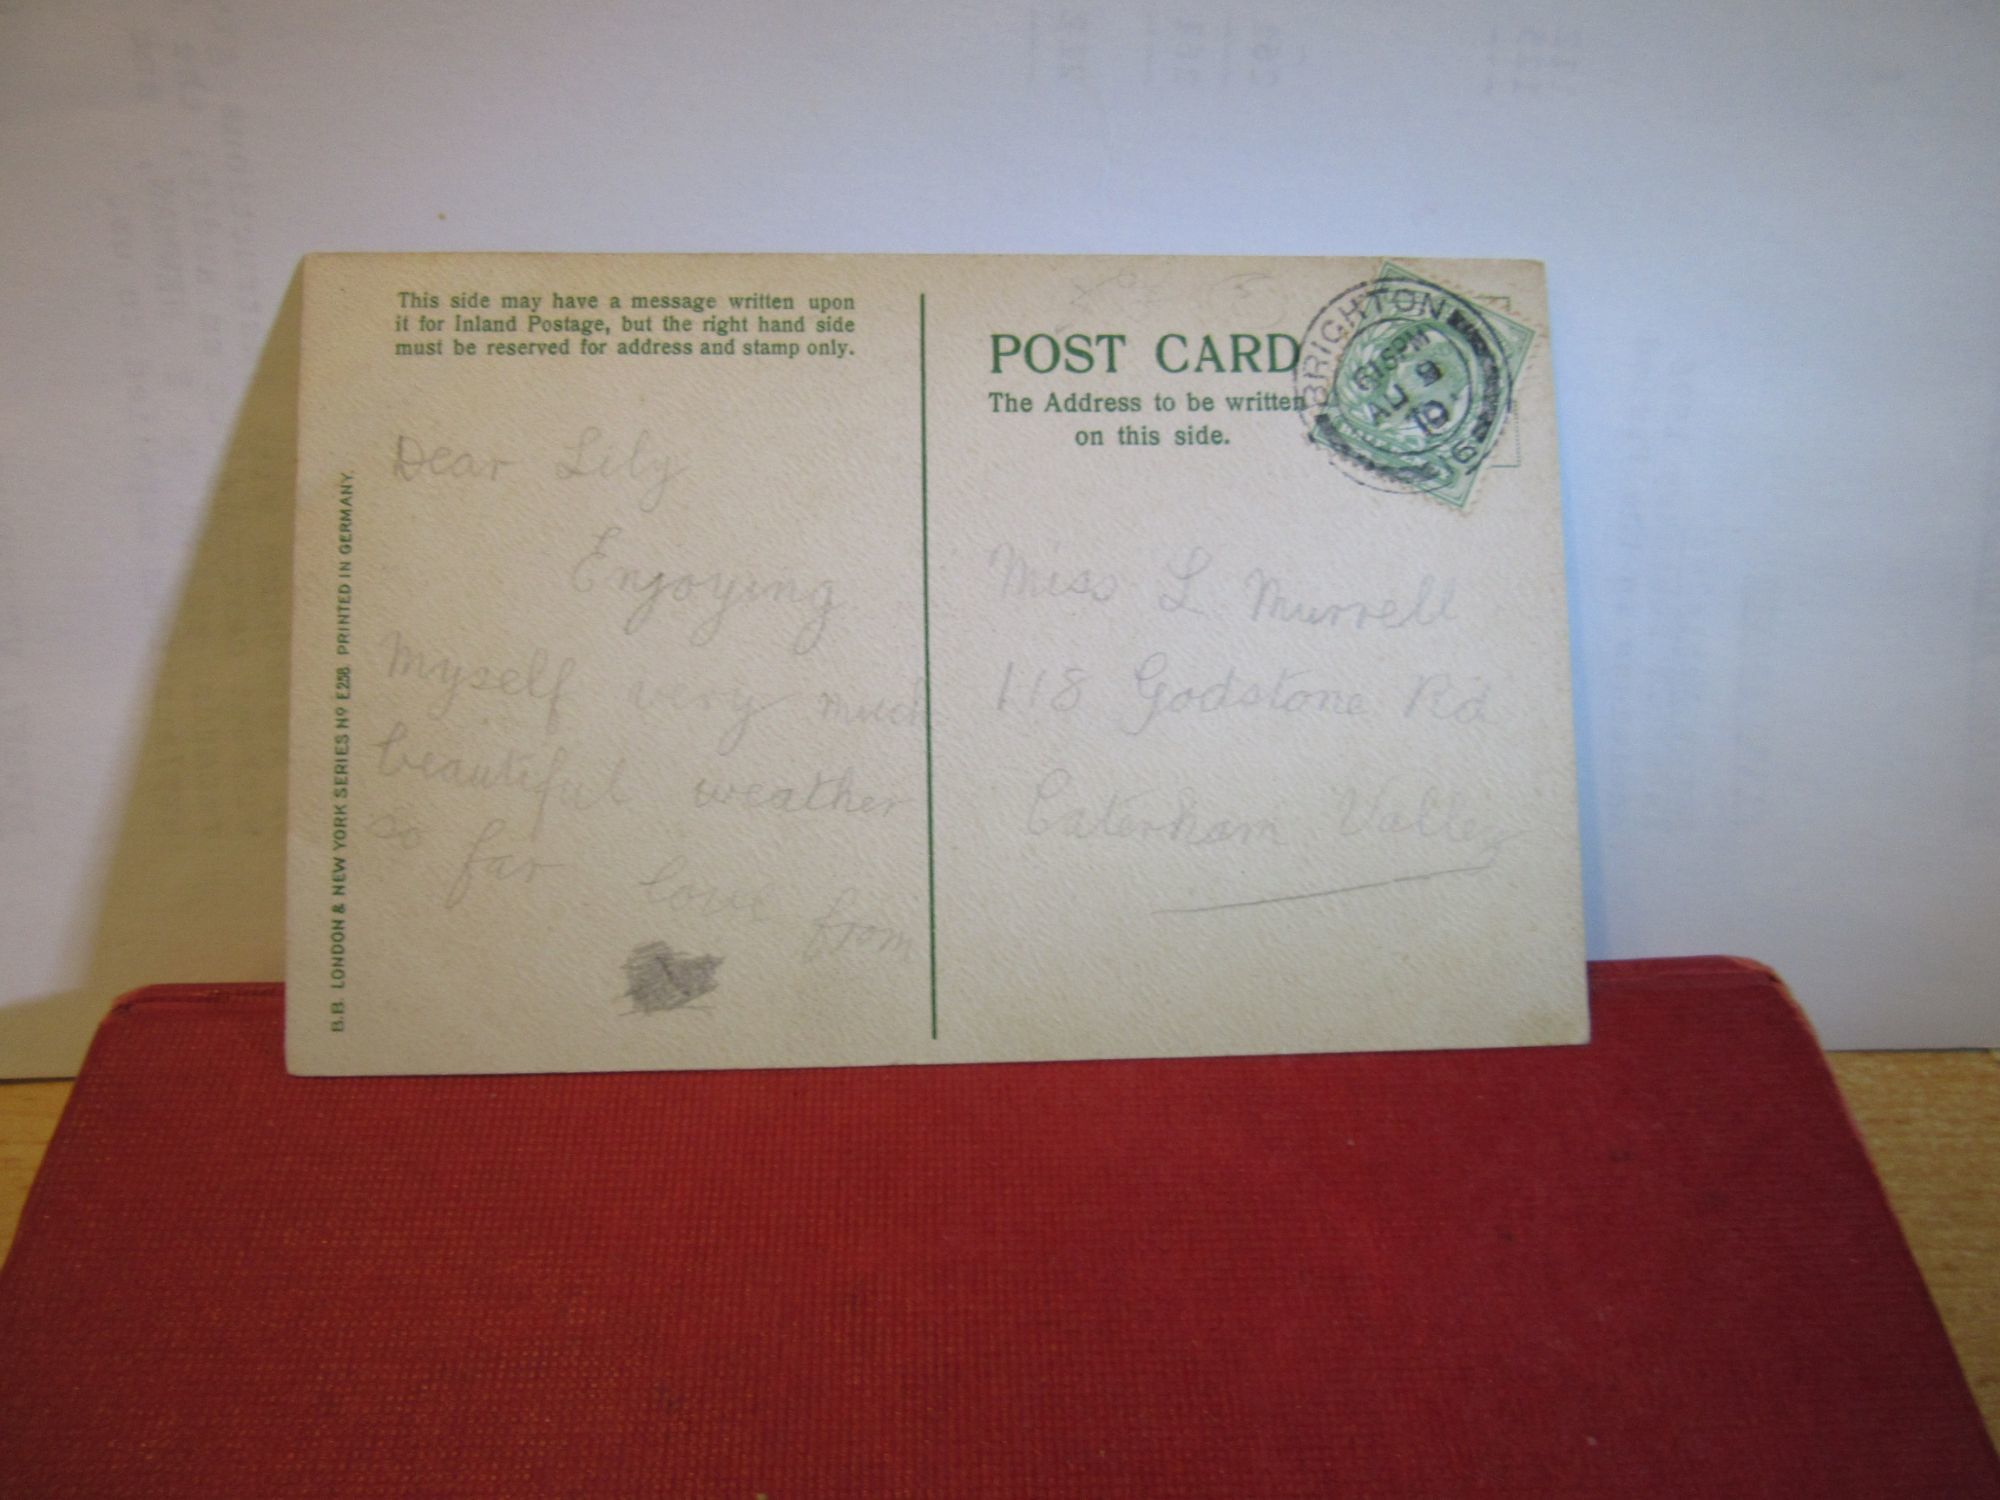 This side may have a message written upon
it for Inland Postage, but the right hand side
must be reserved for address and stamp only.
Dear Lily
Enjoying
Myself very much
beautiful weather
so far love from
B.B. LONDON & NEW YORK SERIES Nº E258 PRINTED IN GERMANY.
POST CARD
The Address to be written
on this side.
BRIGHTON
615PM
AU 9
10
Miss L Murrell
118 Godstone Rd
Caterham Valley